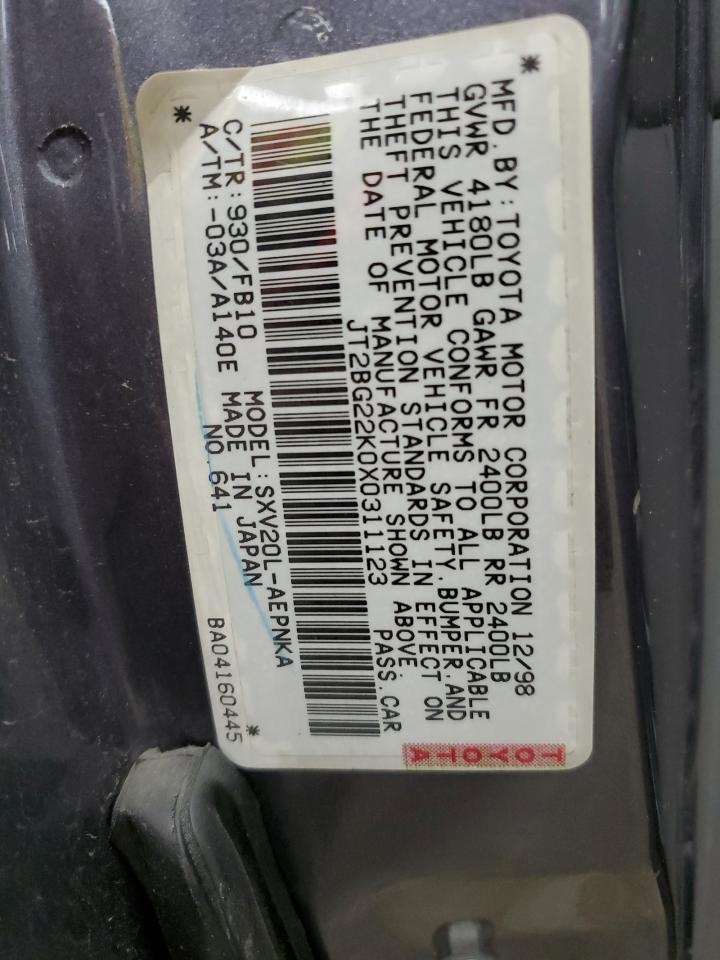 MFD. BY: TOYOTA MOTOR CORPORATION 12/98
GVWR 4180LB GAWR FR 2400LB RR 2400LB
THIS VEHICLE CONFORMS TO ALL APPLICABLE
FEDERAL MOTOR VEHICLE SAFETY, BUMPER, AND
THEFT PREVENTION STANDARDS IN EFFECT ON
THE DATE OF MANUFACTURE SHOWN ABOVE.
JT2BG22K0X0311123 PASS. CAR
C/TR: 930/FB10 MODEL: SXV20L-AEPNKA
A/TM: -03A/A140E MADE IN JAPAN
NO. 641 BA04160445
TOYOTA